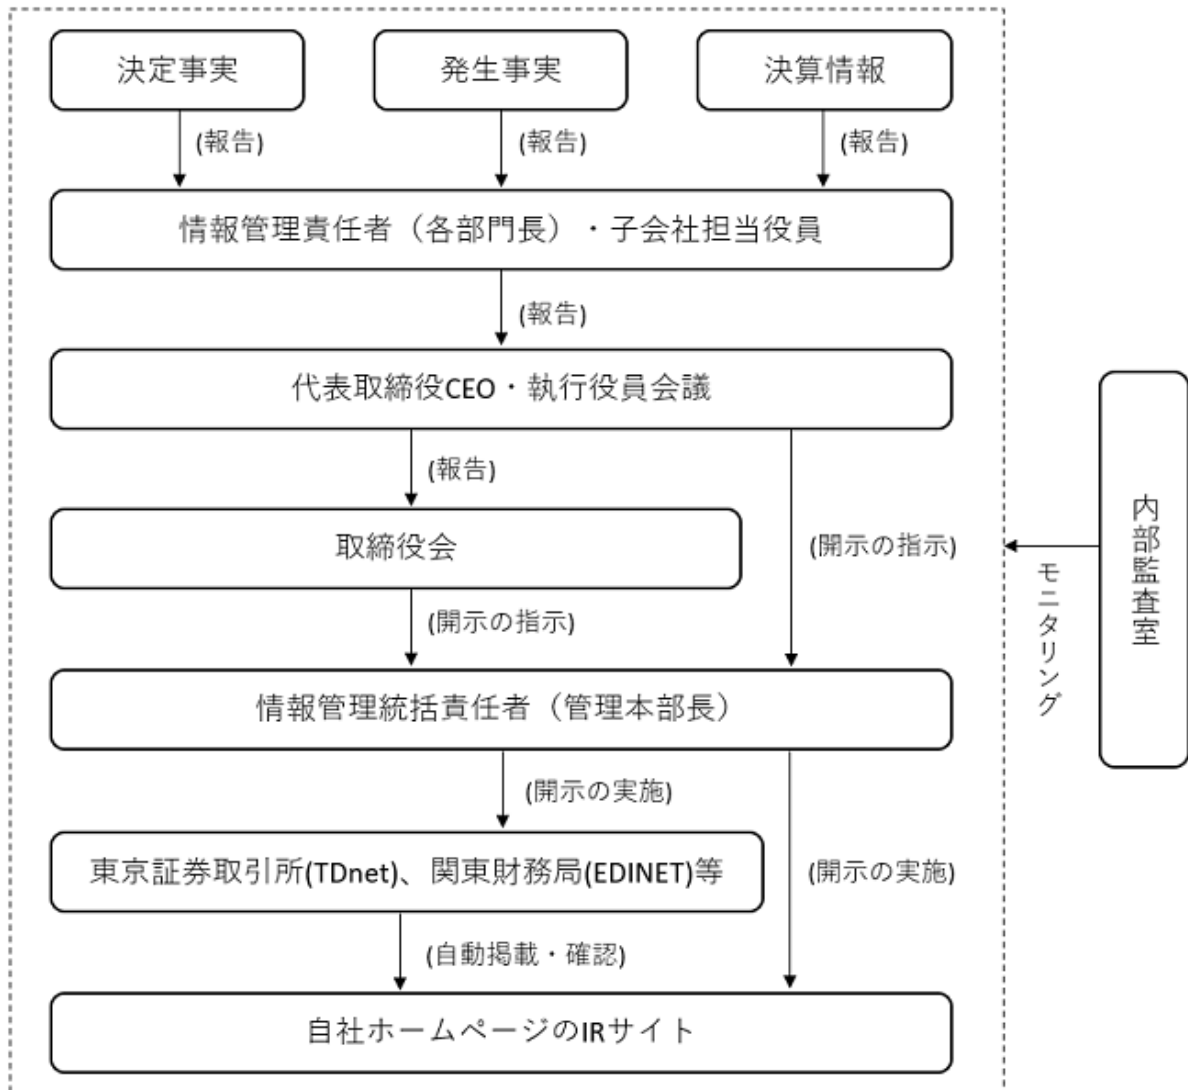 決定事実
発生事実
決算情報
(報告)
(報告)
(報告)
情報管理責任者（各部門長）・子会社担当役員
(報告)
代表取締役CEO・執行役員会議
(報告)
取締役会
(開示の指示)
(開示の指示)
情報管理統括責任者（管理本部長）
(開示の実施)
東京証券取引所(TDnet)、関東財務局(EDINET)等
(開示の実施)
(自動掲載・確認)
自社ホームページのIRサイト
モニタリング
内部監査室